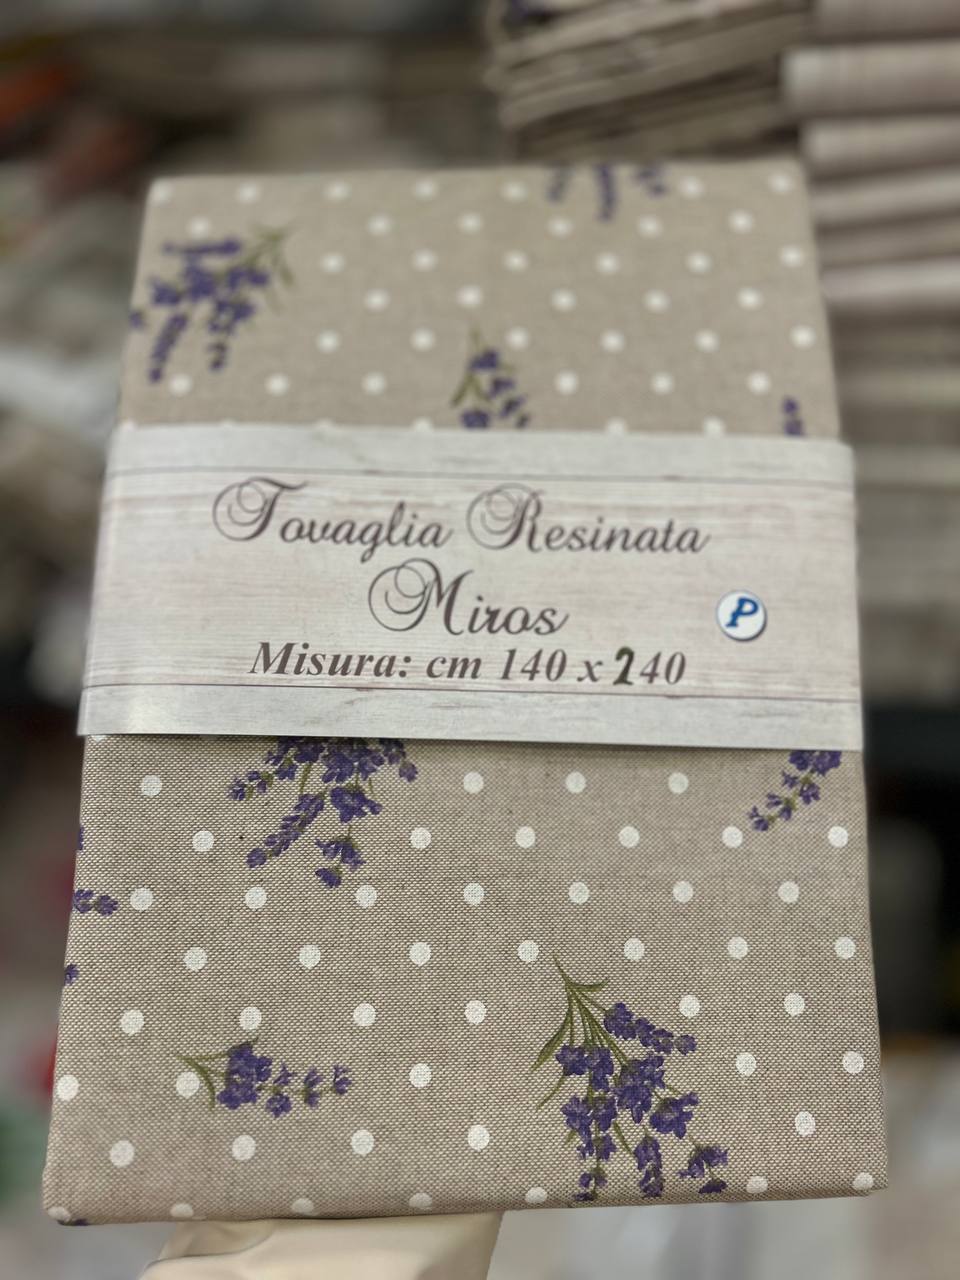 Tovaglia Resinata
Miros
P
Misura: cm 140 x 240